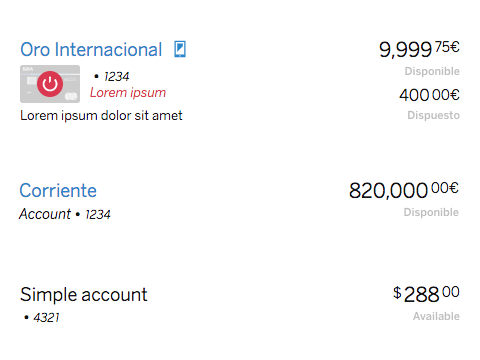 Oro Internacional 9,999 75€
• 1234 Disponible
Lorem ipsum 400 00€
Lorem ipsum dolor sit amet Dispuesto
Corriente 820,000 00€
Account • 1234 Disponible
Simple account $ 288 00
• 4321 Available